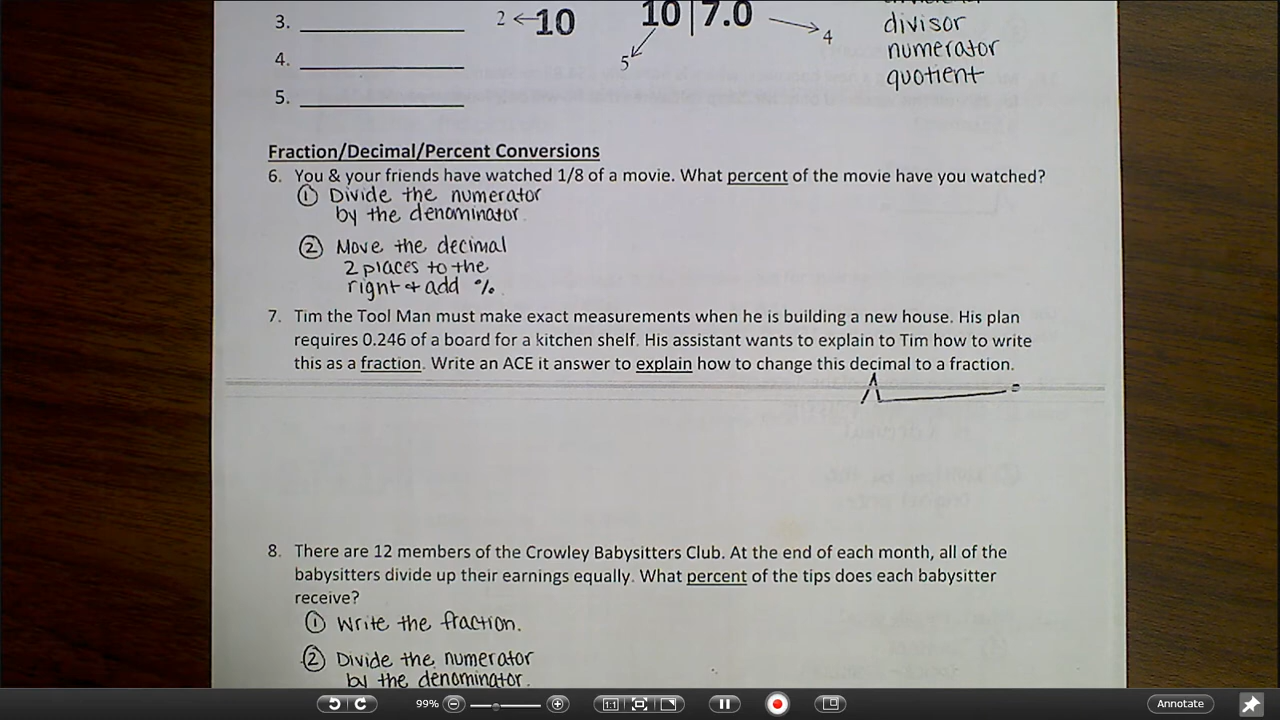 3. ____________ 2 ← 10 10|7.0 4
divisor
numerator
4. ____________ 5
quotient
5. ____________
Fraction/Decimal/Percent Conversions
6. You & your friends have watched 1/8 of a movie. What percent of the movie have you watched?
① Divide the numerator
by the denominator.
② Move the decimal
2 places to the
right + add %.
7. Tim the Tool Man must make exact measurements when he is building a new house. His plan
requires 0.246 of a board for a kitchen shelf. His assistant wants to explain to Tim how to write
this as a fraction. Write an ACE it answer to explain how to change this decimal to a fraction.
8. There are 12 members of the Crowley Babysitters Club. At the end of each month, all of the
babysitters divide up their earnings equally. What percent of the tips does each babysitter
receive?
① Write the fraction.
② Divide the numerator
by the denominator.
99% 1:1 Annotate